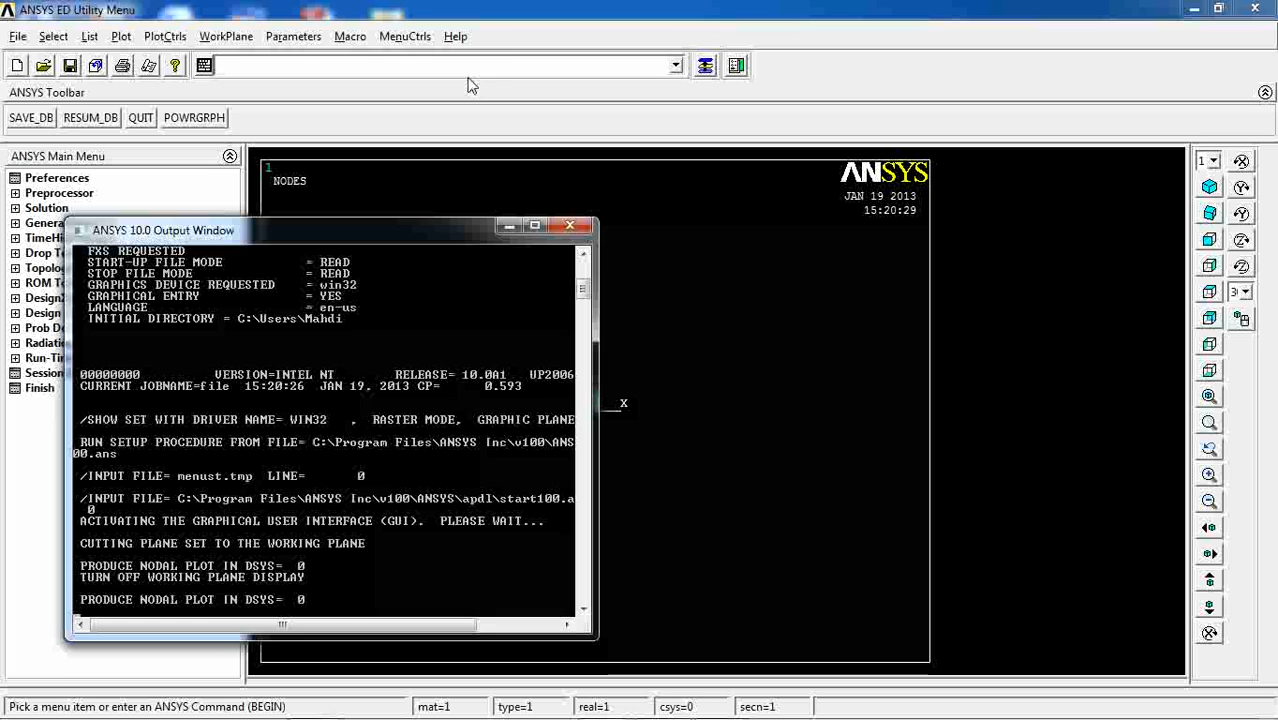 ANSYS ED Utility Menu
File Select List Plot PlotCtrls WorkPlane Parameters Macro MenuCtrls Help
ANSYS Toolbar
SAVE_DB RESUM_DB QUIT POWRGRPH
ANSYS Main Menu
Preferences
Preprocessor
Solution
Genera
TimeHi
Drop T
Topolo
ROM T
DesignX
Design
Prob De
Radiati
Run-Tim
Session
Finish
1
NODES
ANSYS
JAN 19 2013
15:20:29
X
ANSYS 10.0 Output Window
FXS REQUESTED
START-UP FILE MODE = READ
STOP FILE MODE = READ
GRAPHICS DEVICE REQUESTED = win32
GRAPHICAL ENTRY = YES
LANGUAGE = en-us
INITIAL DIRECTORY = C:\Users\Mahdi
00000000 VERSION=INTEL NT RELEASE= 10.0A1 UP2006
CURRENT JOBNAME=file 15:20:26 JAN 19, 2013 CP= 0.593
/SHOW SET WITH DRIVER NAME= WIN32 , RASTER MODE, GRAPHIC PLANE
RUN SETUP PROCEDURE FROM FILE= C:\Program Files\ANSYS Inc\v100\ANS
00.ans
/INPUT FILE= menust.tmp LINE= 0
/INPUT FILE= C:\Program Files\ANSYS Inc\v100\ANSYS\apdl\start100.a
0
ACTIVATING THE GRAPHICAL USER INTERFACE (GUI). PLEASE WAIT...
CUTTING PLANE SET TO THE WORKING PLANE
PRODUCE NODAL PLOT IN DSYS= 0
TURN OFF WORKING PLANE DISPLAY
PRODUCE NODAL PLOT IN DSYS= 0
1
Pick a menu item or enter an ANSYS Command (BEGIN) mat=1 type=1 real=1 csys=0 secn=1